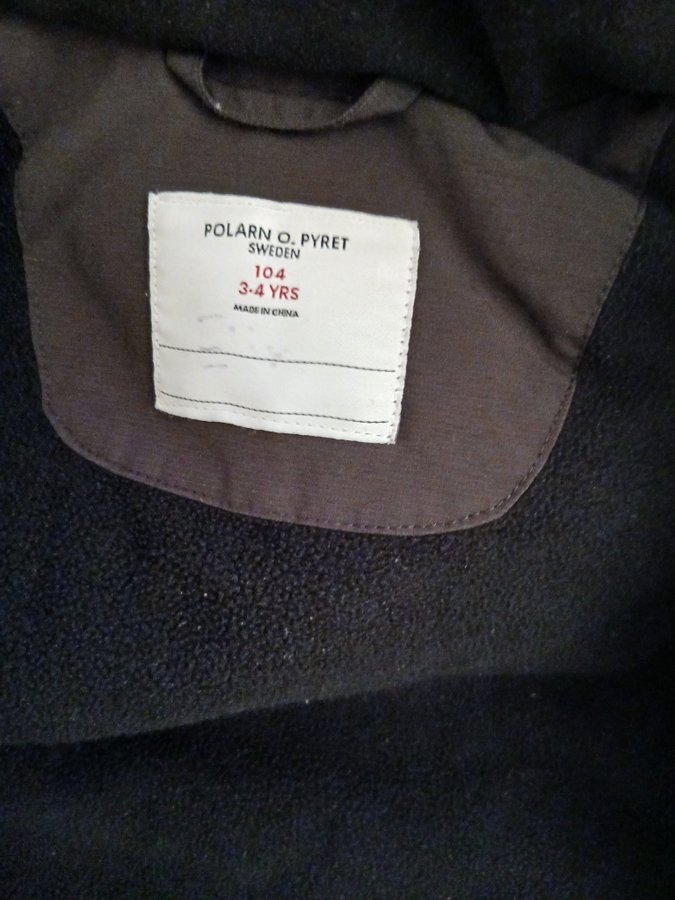 POLARN O. PYRET
SWEDEN
104
3-4 YRS
MADE IN CHINA